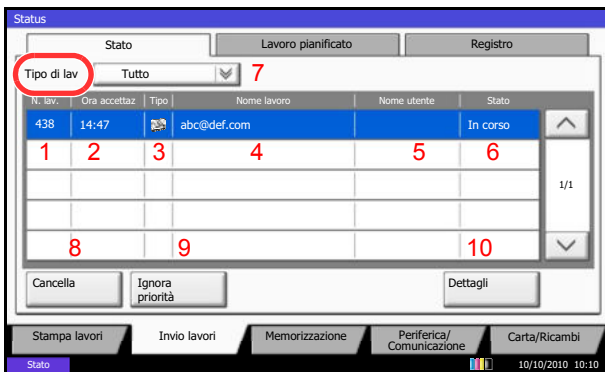 Status
Stato Lavoro pianificato Registro
Tipo di lav Tutto 7
N. lav. Ora accettaz Tipo Nome lavoro Nome utente Stato
438 14:47 abc@def.com In corso
1 2 3 4 5 6
1/1
8 9 10
Cancella Ignora priorità Dettagli
Stampa lavori Invio lavori Memorizzazione Periferica/ Comunicazione Carta/Ricambi
Stato 10/10/2010 10:10